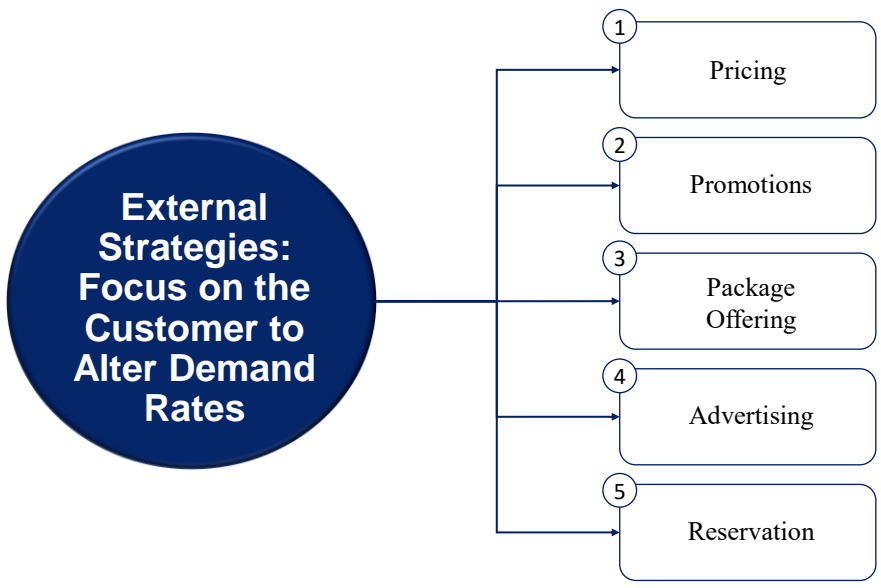 External
Strategies:
Focus on the
Customer to
Alter Demand
Rates
1
Pricing
2
Promotions
3
Package
Offering
4
Advertising
5
Reservation